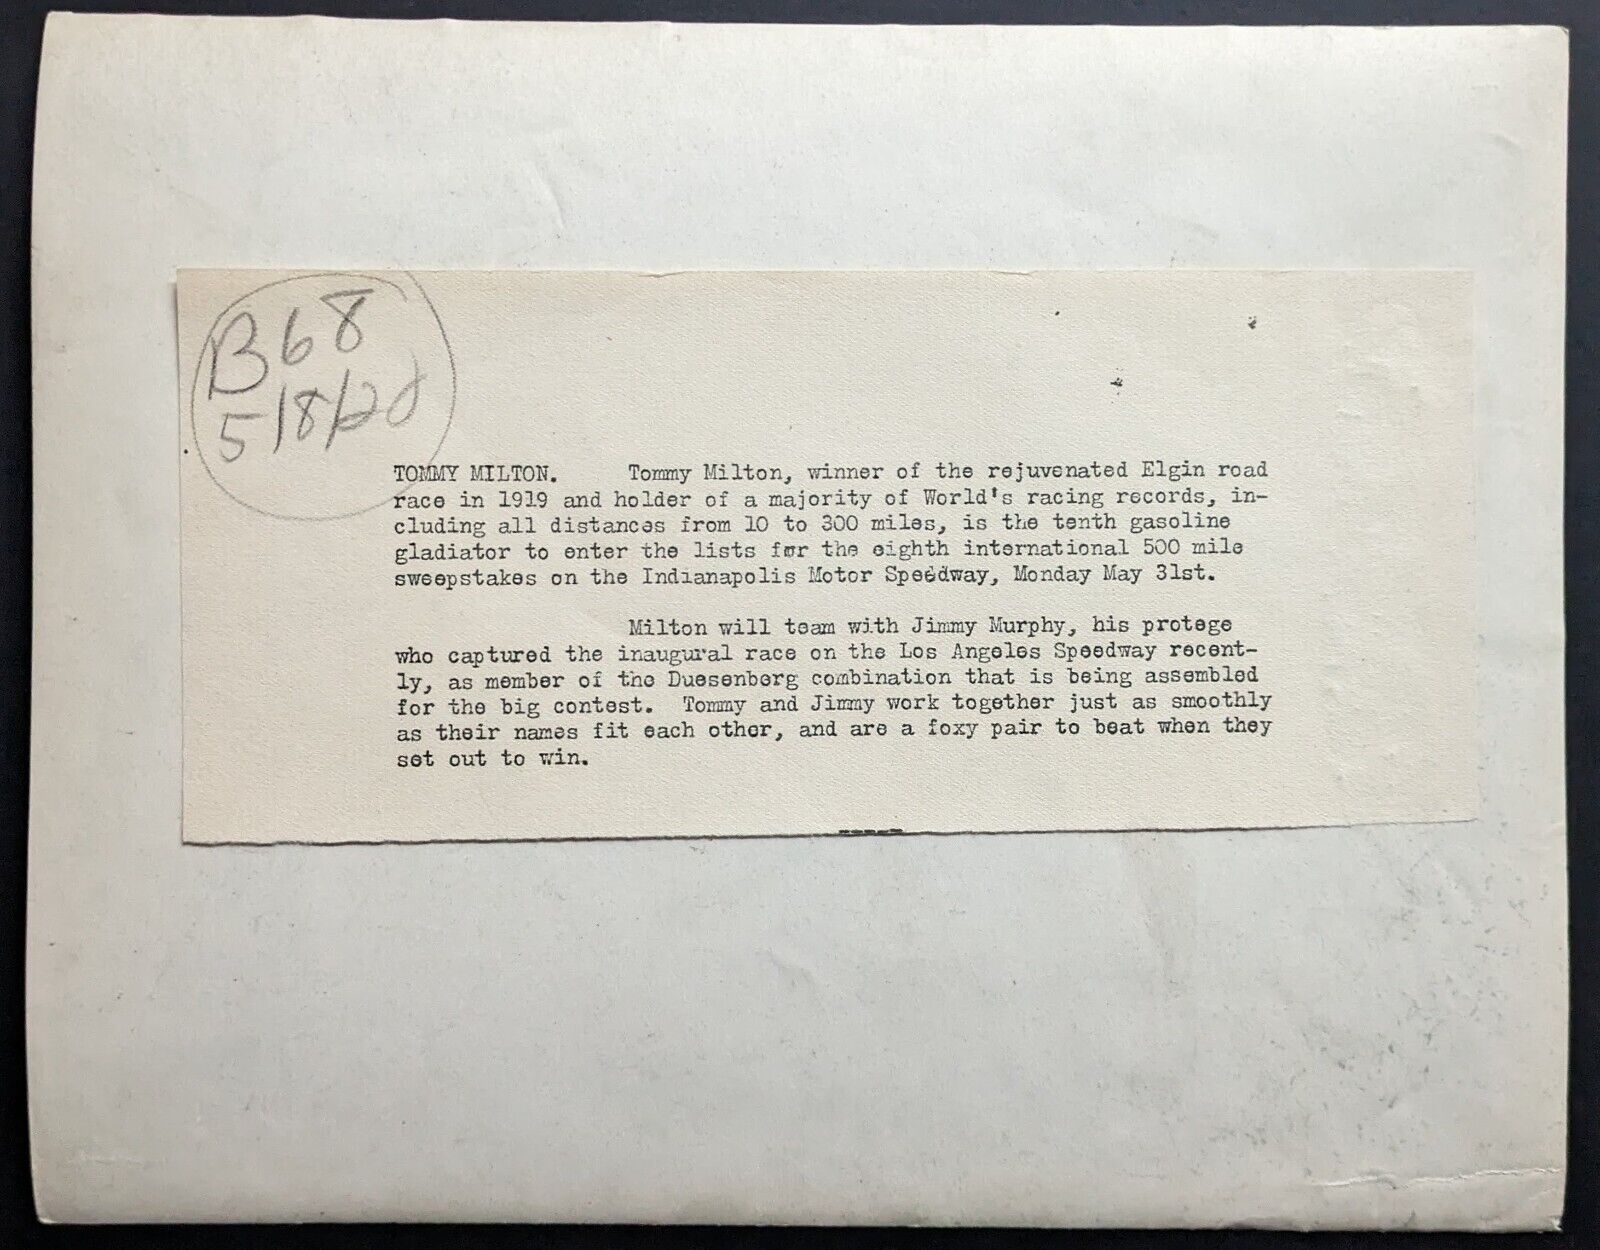 B68
5/8/20
TOMMY MILTON. Tommy Milton, winner of the rejuvenated Elgin road
race in 1919 and holder of a majority of World's racing records, in-
cluding all distances from 10 to 300 miles, is the tenth gasoline
gladiator to enter the lists for the eighth international 500 mile
sweepstakes on the Indianapolis Motor Speedway, Monday May 31st.
Milton will team with Jimmy Murphy, his protege
who captured the inaugural race on the Los Angeles Speedway recent-
ly, as member of the Duesenberg combination that is being assembled
for the big contest. Tommy and Jimmy work together just as smoothly
as their names fit each other, and are a foxy pair to beat when they
set out to win.